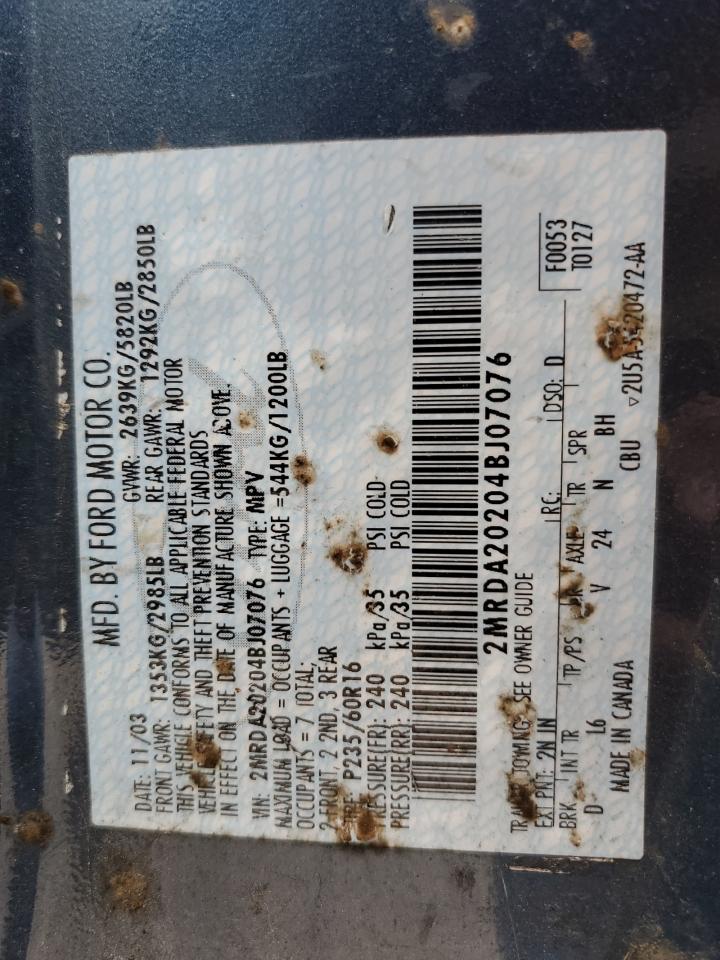 MFD. BY FORD MOTOR CO.
DATE: 11/03 GVWR: 2639KG/5820LB
FRONT GAWR: 1353KG/2985LB REAR GAWR: 1292KG/2850LB
THIS VEHICLE CONFORMS TO ALL APPLICABLE FEDERAL MOTOR
VEHICLE SAFETY AND THEFT PREVENTION STANDARDS
IN EFFECT ON THE DATE OF MANUFACTURE SHOWN ABOVE.
VIN: 2MRDA20204BJ07076 TYPE: MPV
MAXIMUM LOAD = OCCUPANTS + LUGGAGE =544KG/1200LB
OCCUPANTS = 7 TOTAL,
2 FRONT, 2 2ND, 3 REAR
TIRE: P235/60R16
PRESSURE(FR): 240 kPa/35 PSI COLD
PRESSURE(RR): 240 kPa/35 PSI COLD
2MRDA20204BJ07076
TRAILER TOWING: SEE OWNER GUIDE
EXT PNT: 2N IN RC: DSO: D F0053
T0127
BRK INT TR TP/PS R AXLE TR SPR
D L6 V 24 N BH
MADE IN CANADA CBU ▽2U5A-5420472-AA